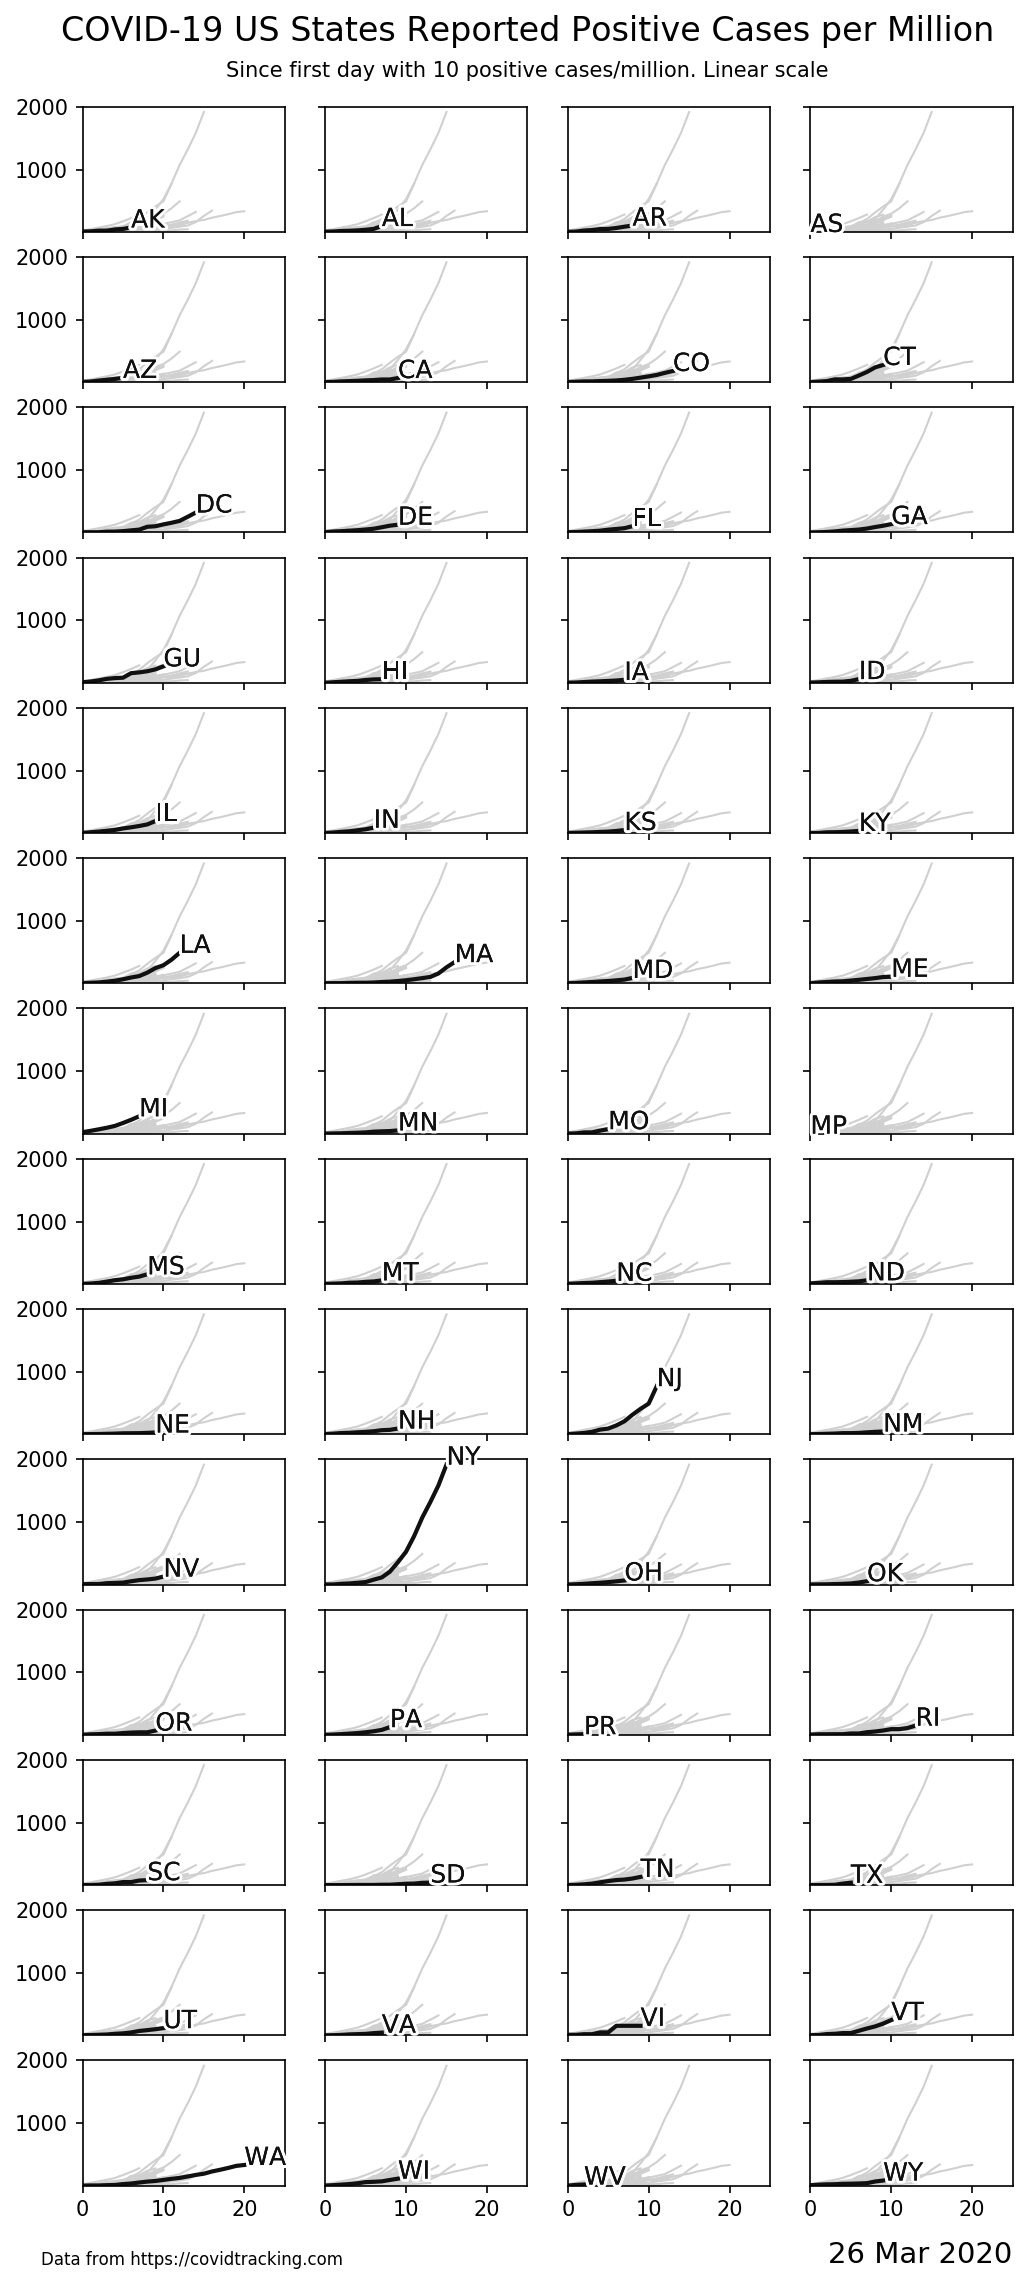 COVID-19 US States Reported Positive Cases per Million
Since first day with 10 positive cases/million. Linear scale
2000
1000
AK
AL
AR
AS
2000
1000
AZ
CA
CO
CT
2000
1000
DC
DE
FL
GA
2000
1000
GU
HI
IA
ID
2000
1000
IL
IN
KS
KY
2000
1000
LA
MA
MD
ME
2000
1000
MI
MN
MO
MP
2000
1000
MS
MT
NC
ND
2000
1000
NE
NH
NJ
NM
2000
1000
NV
NY
OH
OK
2000
1000
OR
PA
PR
RI
2000
1000
SC
SD
TN
TX
2000
1000
UT
VA
VI
VT
2000
1000
WA
WI
WV
WY
0 10 20 0 10 20 0 10 20 0 10 20
Data from https://covidtracking.com
26 Mar 2020